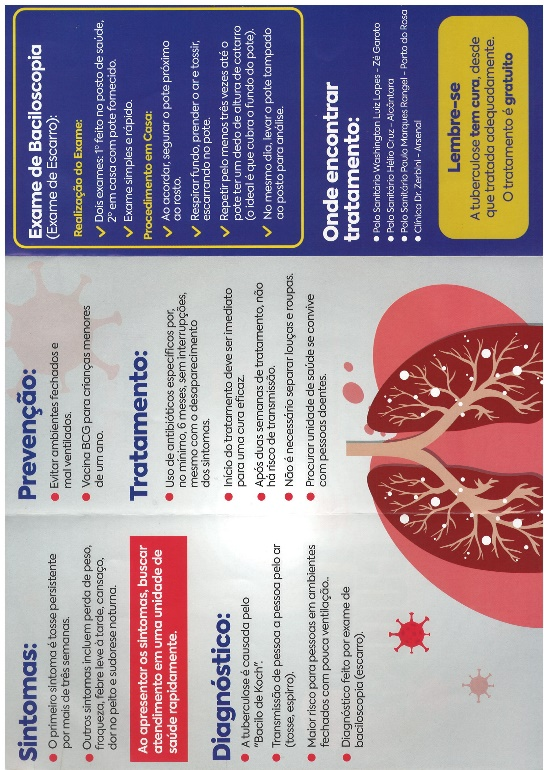 Sintomas:
O primeiro sintoma é tosse persistente
por mais de três semanas.
Outros sintomas incluem perda de peso,
fraqueza, febre leve à tarde, cansaço,
dor no peito e sudorese noturna.
Ao apresentar os sintomas, buscar
atendimento em uma unidade de
saúde rapidamente.
Diagnóstico:
A tuberculose é causada pelo
"Bacilo de Koch".
Transmissão de pessoa a pessoa pelo ar
(tosse, espirro).
Maior risco para pessoas em ambientes
fechados com pouca ventilação.
Diagnóstico feito por exame de
baciloscopia (escarro).
Prevenção:
Evitar ambientes fechados e
mal ventilados.
Vacina BCG para crianças menores
de um ano.
Tratamento:
Uso de antibióticos específicos por,
no mínimo, 6 meses, sem interrupções,
mesmo com o desaparecimento
dos sintomas.
Início do tratamento deve ser imediato
para uma cura eficaz.
Após duas semanas de tratamento, não
há risco de transmissão.
Não é necessário separar louças e roupas.
Procurar unidade de saúde se convive
com pessoas doentes.
Exame de Baciloscopia
(Exame de Escarro):
Realização do Exame:
Dois exames: 1º feito no posto de saúde,
2º em casa com pote fornecido.
Exame simples e rápido.
Procedimento em Casa:
Ao acordar, segurar o pote próximo
ao rosto.
Respirar fundo, prender o ar e tossir,
escarrando no pote.
Repetir pelo menos três vezes até o
pote ter um dedo de altura de catarro
(o ideal é que cubra o fundo do pote).
No mesmo dia, levar o pote tampado
ao posto para análise.
Onde encontrar
tratamento:
Polo Sanitário Washington Luiz Lopes - Zé Garoto
Polo Sanitário Hélio Cruz - Alcântara
Polo Sanitário Paulo Marques Rangel - Porto do Rosa
Clínica Dr. Zerbini - Arsenal
Lembre-se
A tuberculose tem cura, desde
que tratada adequadamente.
O tratamento é gratuito